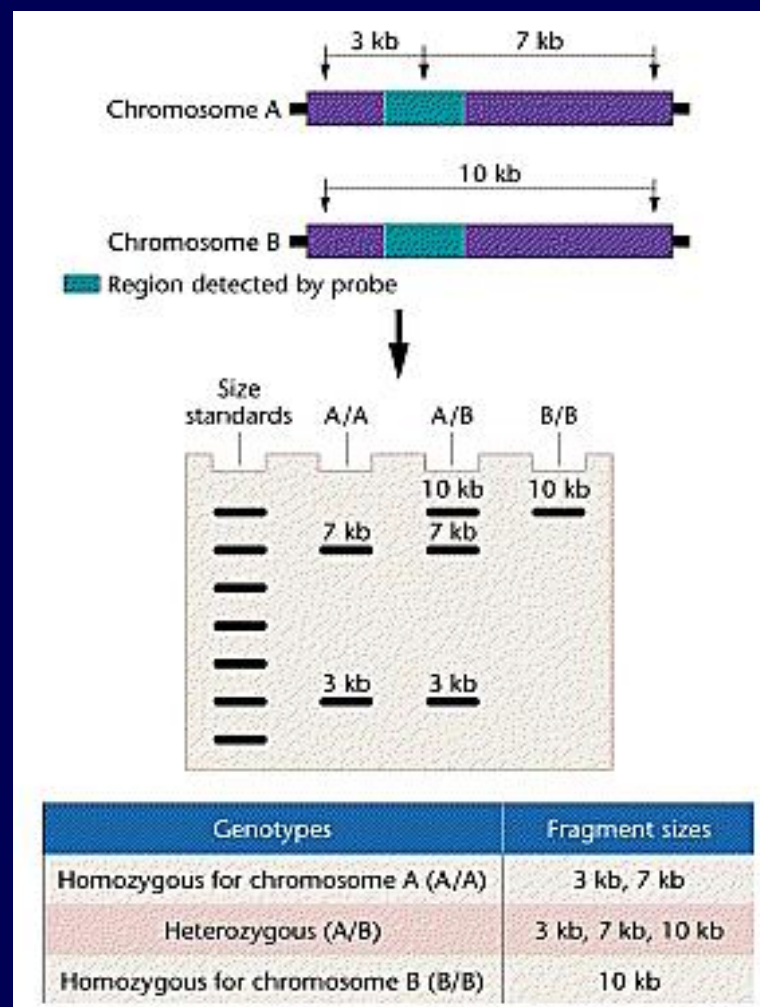 3 kb 7 kb
Chromosome A
10 kb
Chromosome B
Region detected by probe
Size
standards A/A A/B B/B
10 kb 10 kb
7 kb 7 kb
3 kb 3 kb
Genotypes Fragment sizes
Homozygous for chromosome A (A/A) 3 kb, 7 kb
Heterozygous (A/B) 3 kb, 7 kb, 10 kb
Homozygous for chromosome B (B/B) 10 kb